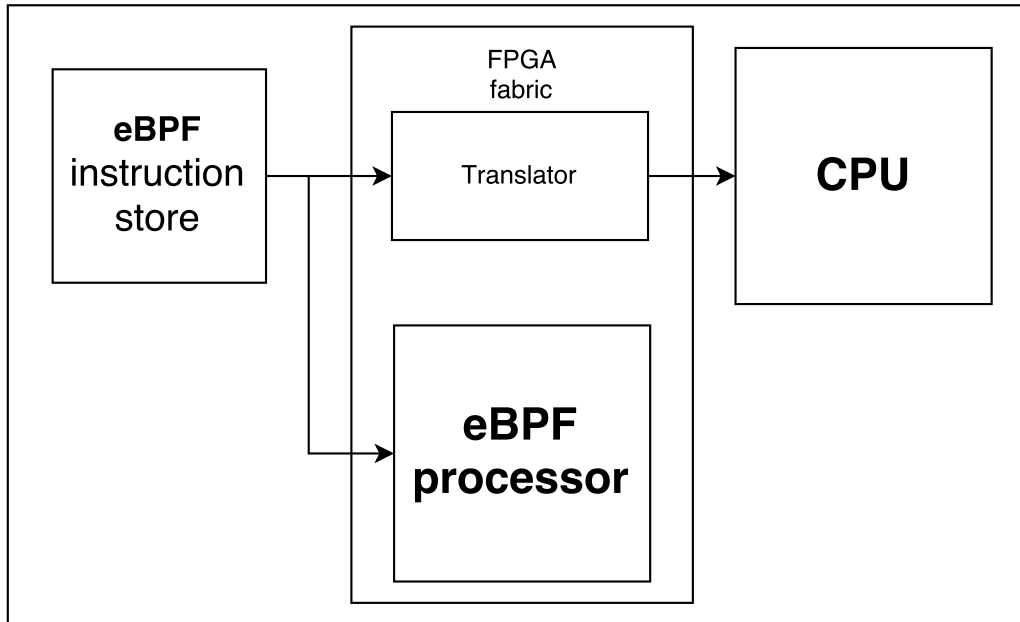 eBPF
instruction
store
FPGA
fabric
Translator
CPU
eBPF
processor